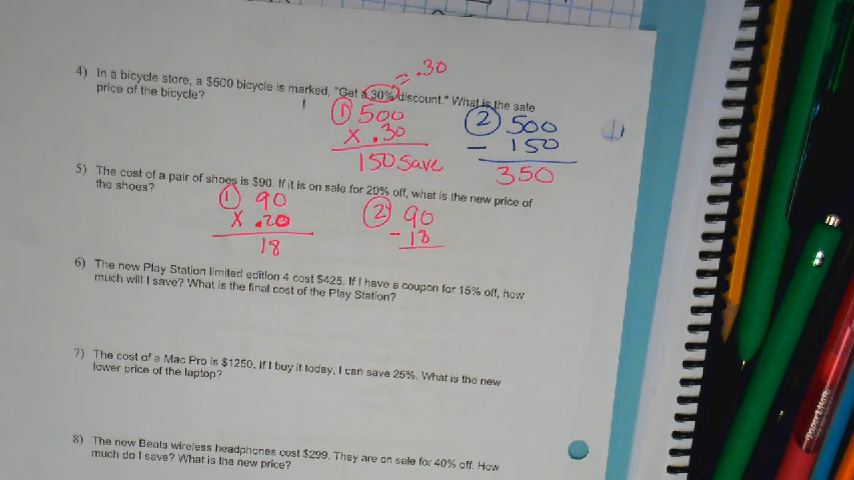 = .30
4) In a bicycle store, a $500 bicycle is marked, "Get a 30% discount." What is the sale
price of the bicycle?
1 500
x .30
150 save
2 500
- 150
350
5) The cost of a pair of shoes is $90. If it is on sale for 20% off, what is the new price of
the shoes?
1 90
x .20
18
2 90
- 18
6) The new Play Station limited edition 4 cost $425. If I have a coupon for 15% off, how
much will I save? What is the final cost of the Play Station?
7) The cost of a Mac Pro is $1250. If I buy it today, I can save 25%. What is the new
lower price of the laptop?
8) The new Beats wireless headphones cost $299. They are on sale for 40% off. How
much do I save? What is the new price?